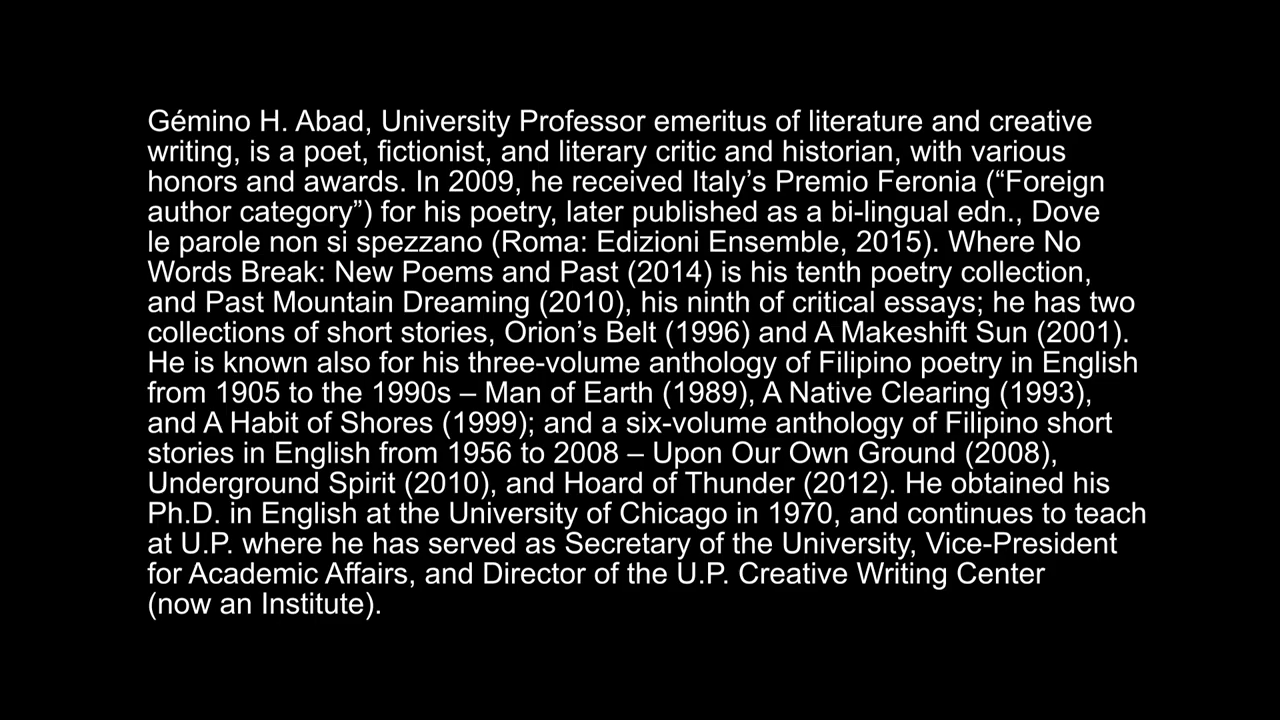 Gémino H. Abad, University Professor emeritus of literature and creative
writing, is a poet, fictionist, and literary critic and historian, with various
honors and awards. In 2009, he received Italy’s Premio Feronia (“Foreign
author category”) for his poetry, later published as a bi-lingual edn., Dove
le parole non si spezzano (Roma: Edizioni Ensemble, 2015). Where No
Words Break: New Poems and Past (2014) is his tenth poetry collection,
and Past Mountain Dreaming (2010), his ninth of critical essays; he has two
collections of short stories, Orion’s Belt (1996) and A Makeshift Sun (2001).
He is known also for his three-volume anthology of Filipino poetry in English
from 1905 to the 1990s – Man of Earth (1989), A Native Clearing (1993),
and A Habit of Shores (1999); and a six-volume anthology of Filipino short
stories in English from 1956 to 2008 – Upon Our Own Ground (2008),
Underground Spirit (2010), and Hoard of Thunder (2012). He obtained his
Ph.D. in English at the University of Chicago in 1970, and continues to teach
at U.P. where he has served as Secretary of the University, Vice-President
for Academic Affairs, and Director of the U.P. Creative Writing Center
(now an Institute).